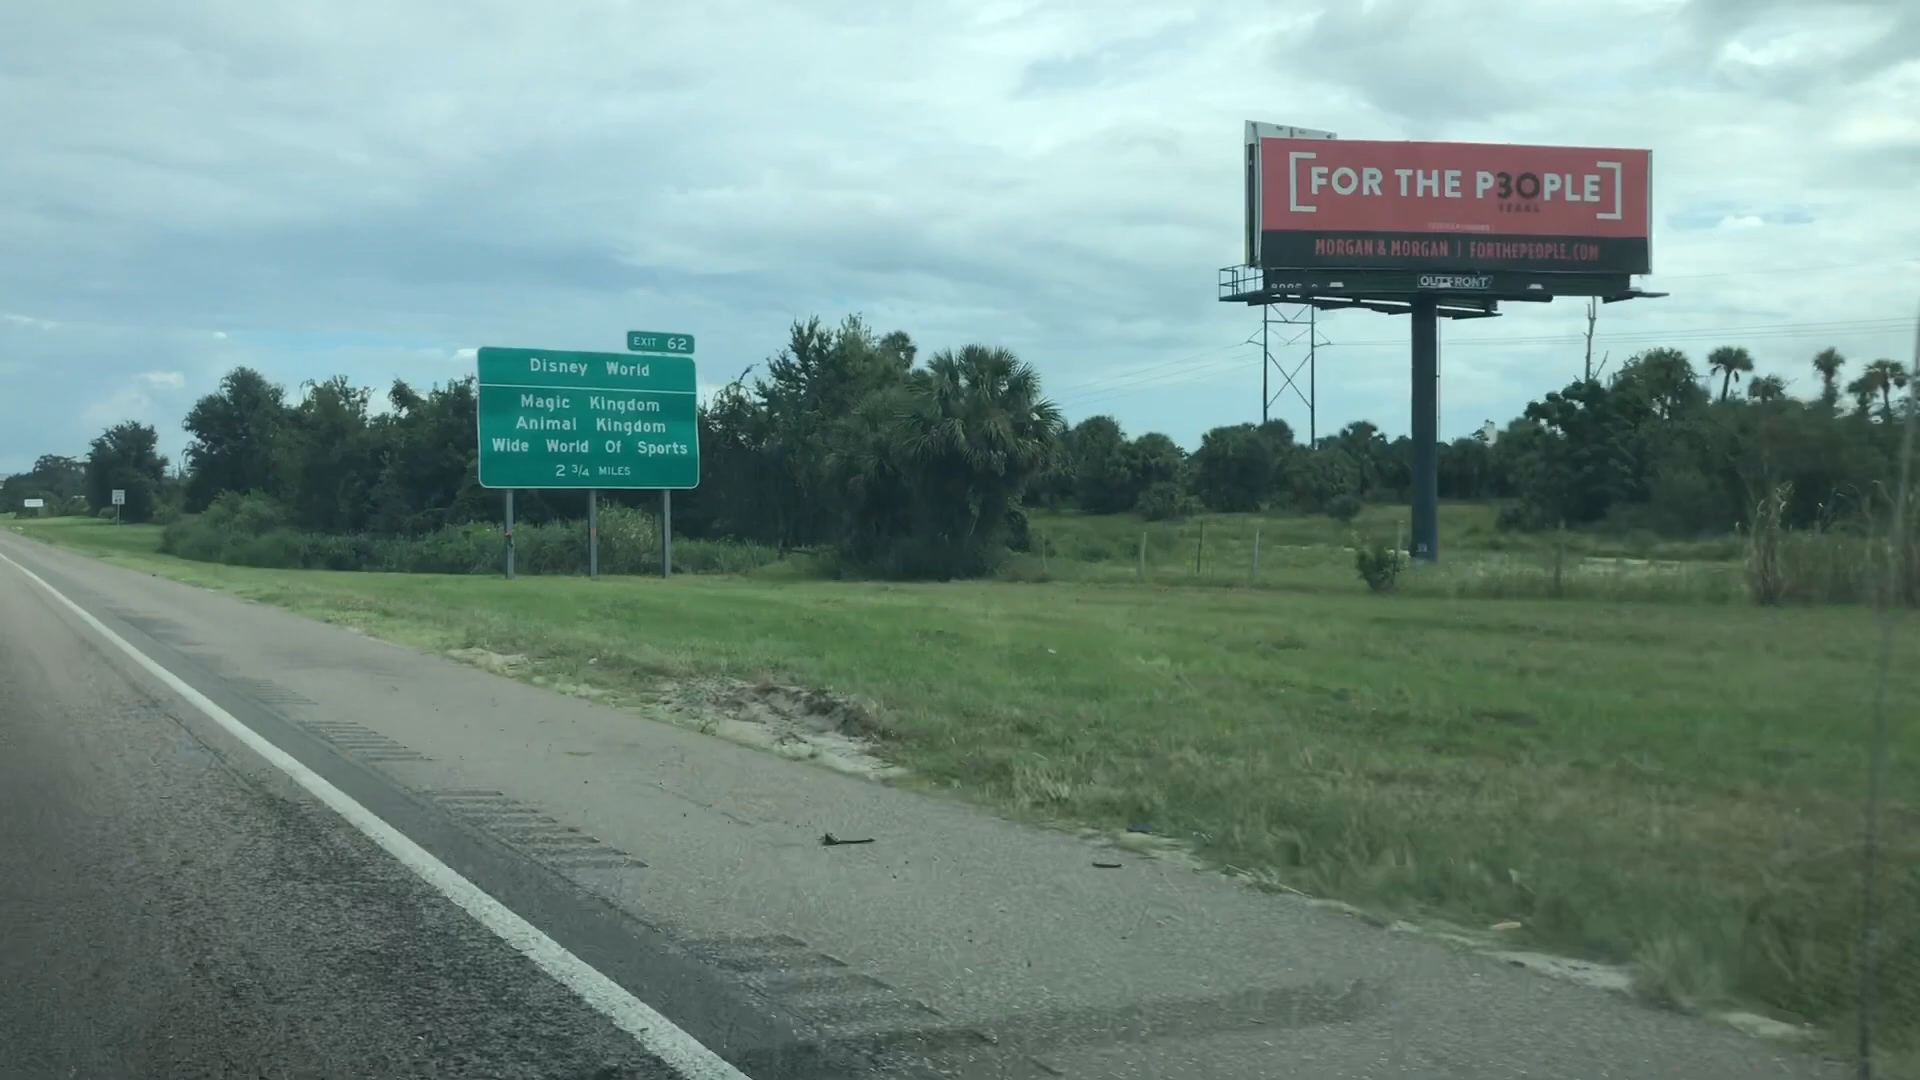 EXIT 62
Disney World
Magic Kingdom
Animal Kingdom
Wide World Of Sports
2 3/4 MILES
[FOR THE P30PLE]
YEARS
MORGAN & MORGAN | FORTHEPEOPLE.COM
OUTFRONT